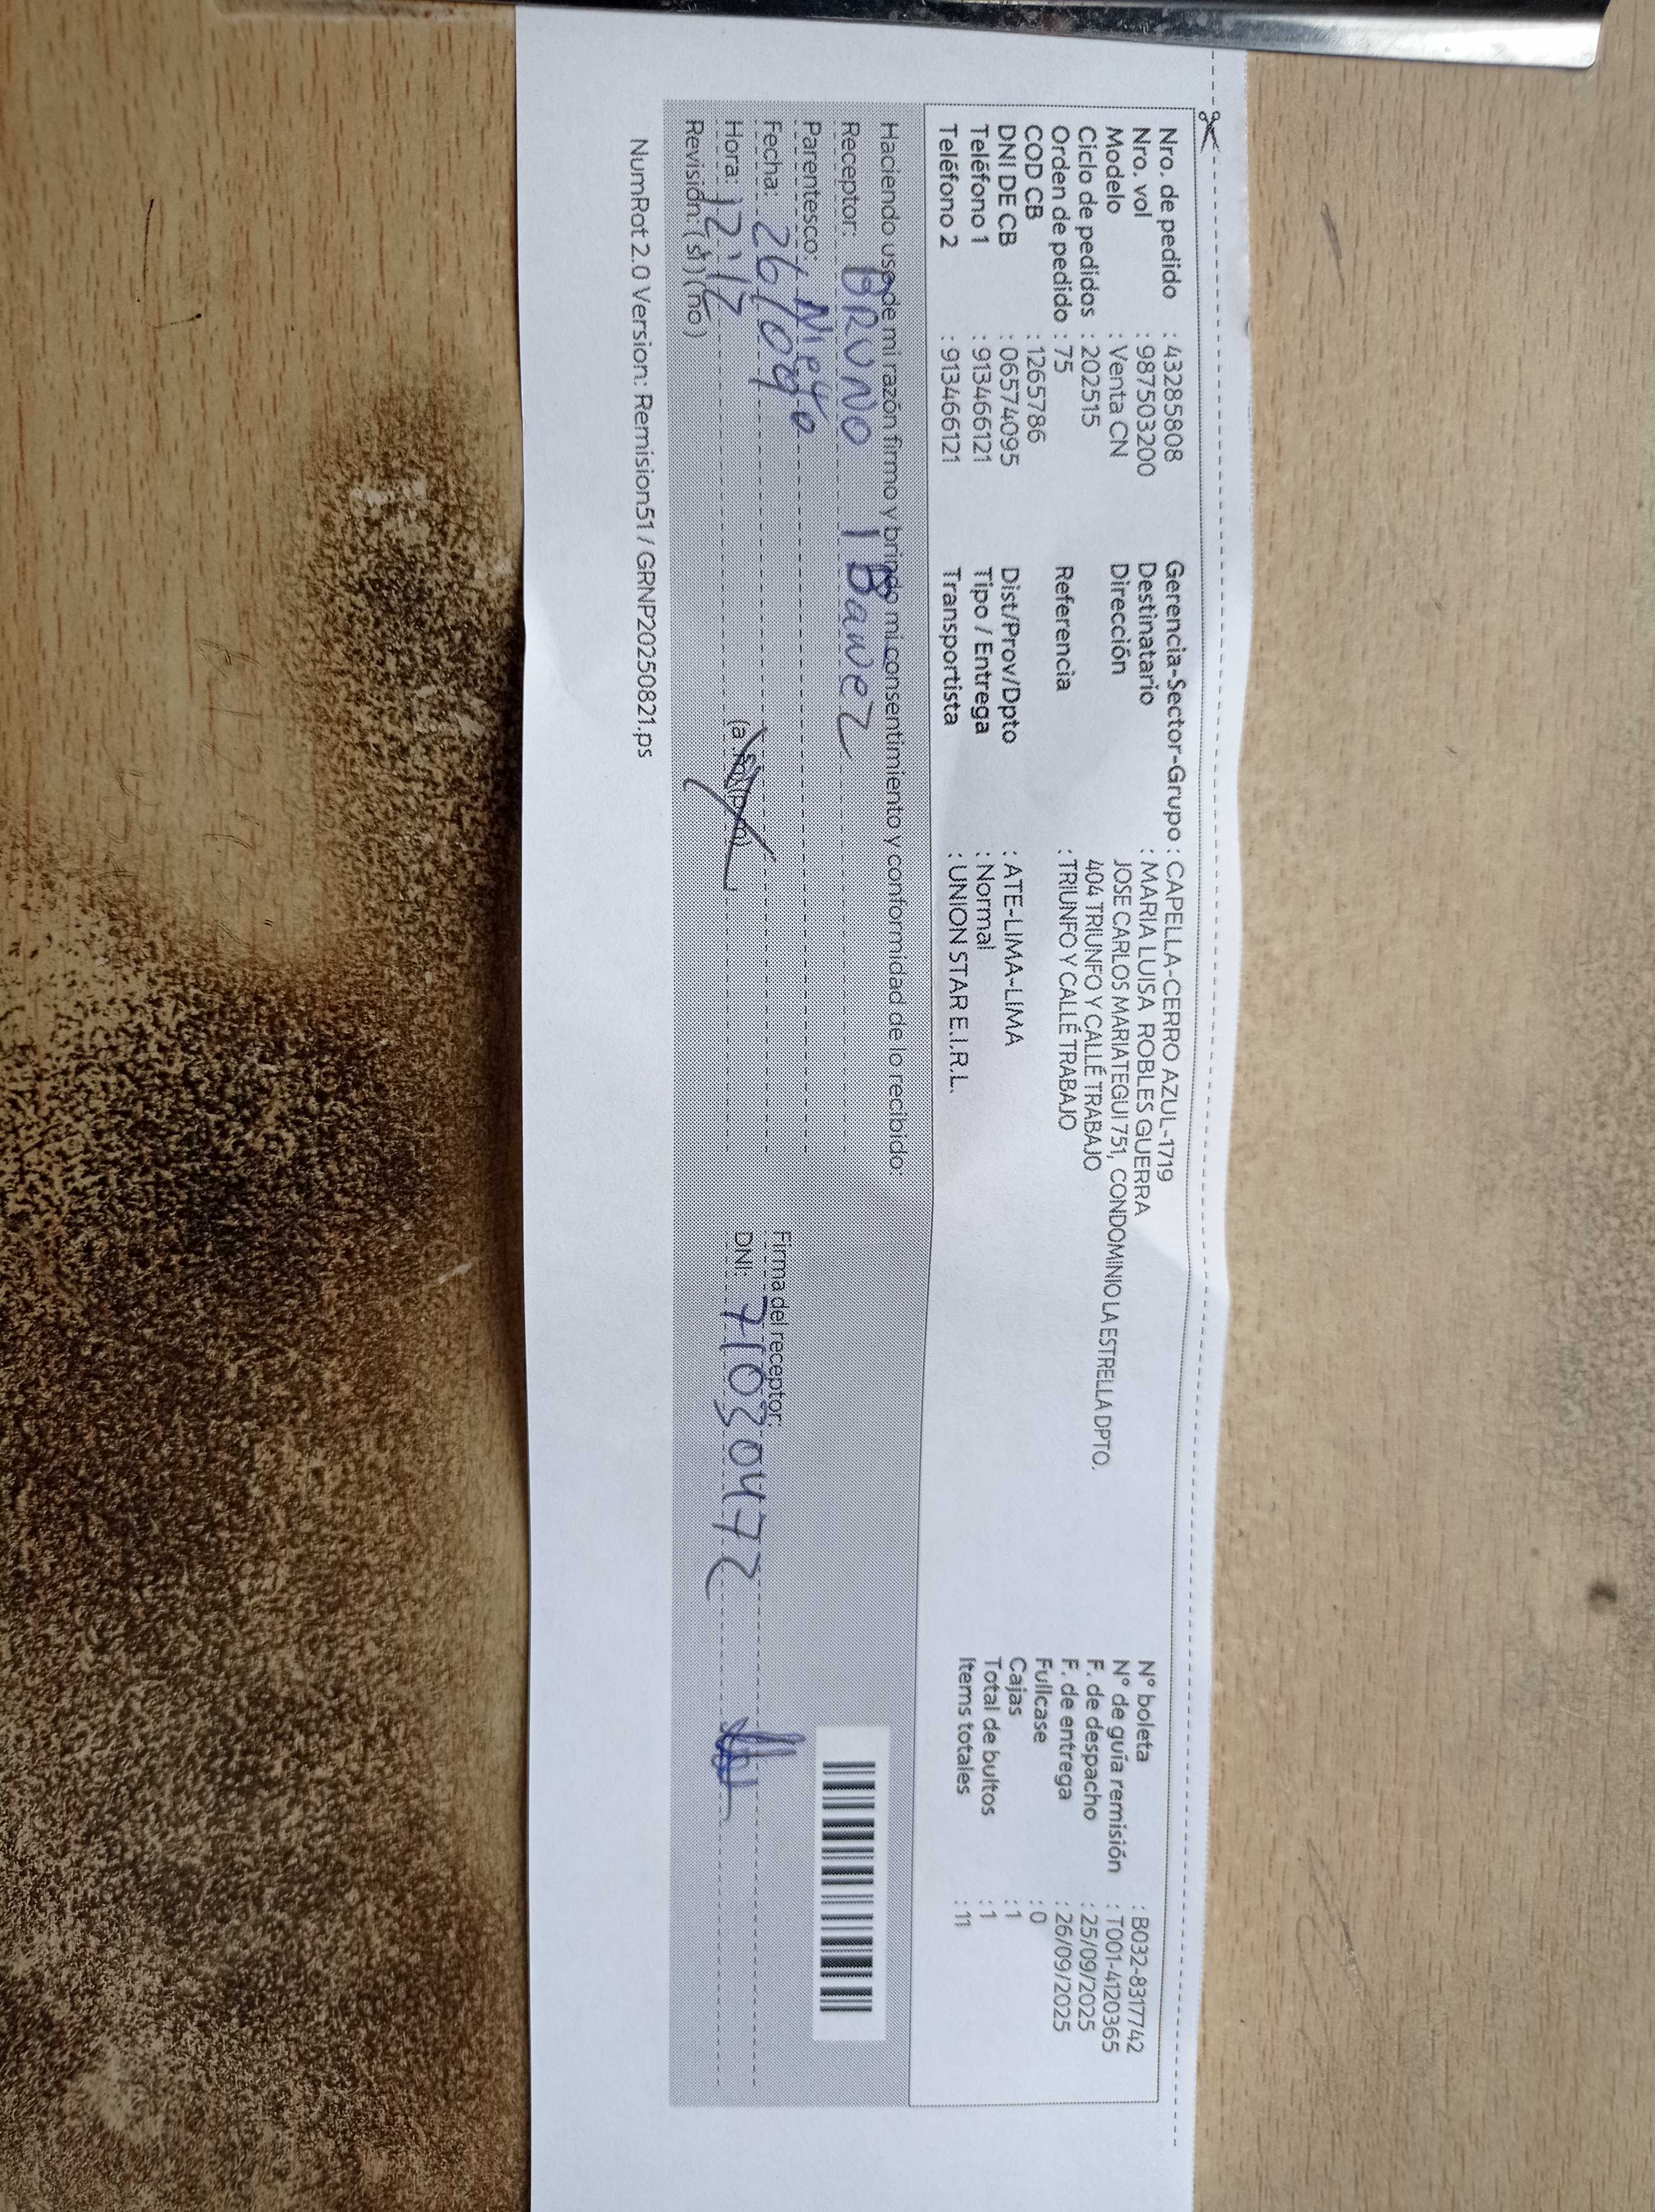 Nro. de pedido : 43285808
Nro. vol : 987503200
Modelo : Venta CN
Ciclo de pedidos : 202515
Orden de pedido : 75
COD CB : 1265786
DNI DE CB : 06574095
Teléfono 1 : 913466121
Teléfono 2 : 913466121
Gerencia-Sector-Grupo : CAPELLA-CERRO AZUL-1719
Destinatario : MARIA LUISA ROBLES GUERRA
Dirección JOSE CARLOS MARIATEGUI 751, CONDOMINIO LA ESTRELLA DPTO.
404 TRIUNFO Y CALLE TRABAJO
Referencia : TRIUNFO Y CALLE TRABAJO
Dist/Prov/Dpto : ATE-LIMA-LIMA
Tipo / Entrega : Normal
Transportista : UNION STAR E.I.R.L.
N° boleta : B032-8317742
N° de guía remisión : T001-4120365
F. de despacho : 25/09/2025
F. de entrega : 26/09/2025
Fullcase : 0
Cajas : 1
Total de bultos : 1
Items totales : 11
Haciendo uso de mi razón firmo y brindo mi consentimiento y conformidad de lo recibido:
Receptor: BRUNO IBanez
Parentesco: Nieto
Fecha: 26/09
Hora: 12:12 (a.m)(p.m)
Revisión: (sí) (no)
Firma del receptor:
DNI: 71030472
NumRot 2.0 Version: Remision51 / GRNP20250821.ps